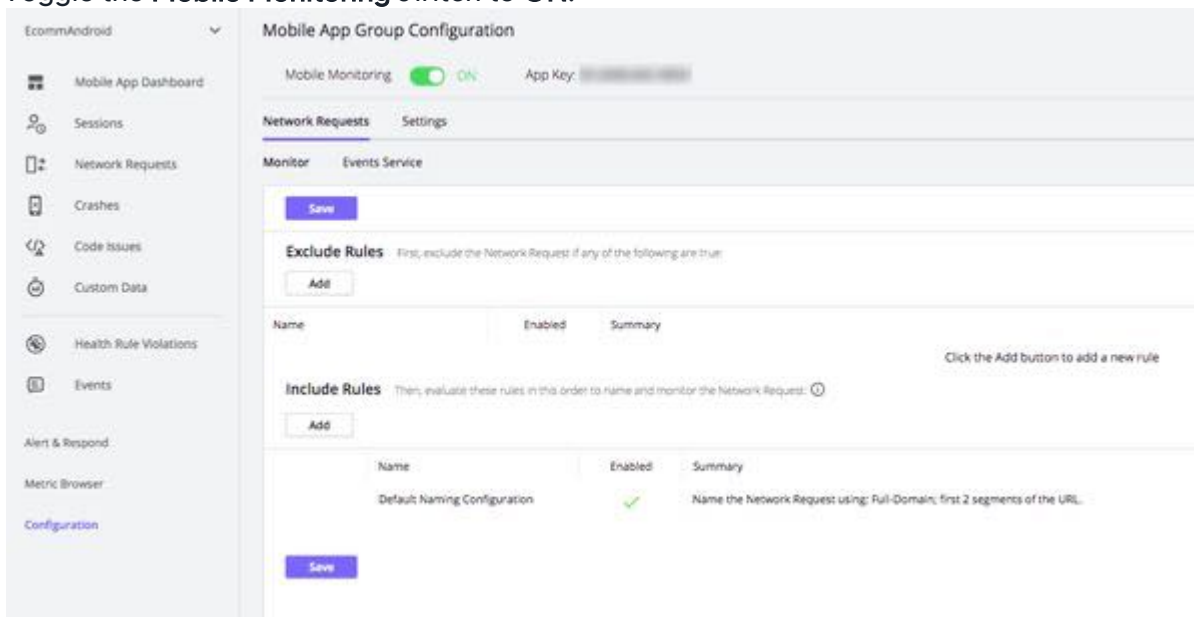 Toggle the Mobile Monitoring switch to ON.
EcommAndroid
Mobile App Dashboard
Sessions
Network Requests
Crashes
Code Issues
Custom Data
Health Rule Violations
Events
Alert & Respond
Metric Browser
Configuration
Mobile App Group Configuration
Mobile Monitoring ON App Key:
Network Requests Settings
Monitor Events Service
Save
Exclude Rules First, exclude the Network Request if any of the following are true:
Add
Name Enabled Summary
Click the Add button to add a new rule
Include Rules Then, evaluate these rules in this order to name and monitor the Network Request:
Add
Name Enabled Summary
Default Naming Configuration Name the Network Request using: Full-Domain; first 2 segments of the URL.
Save